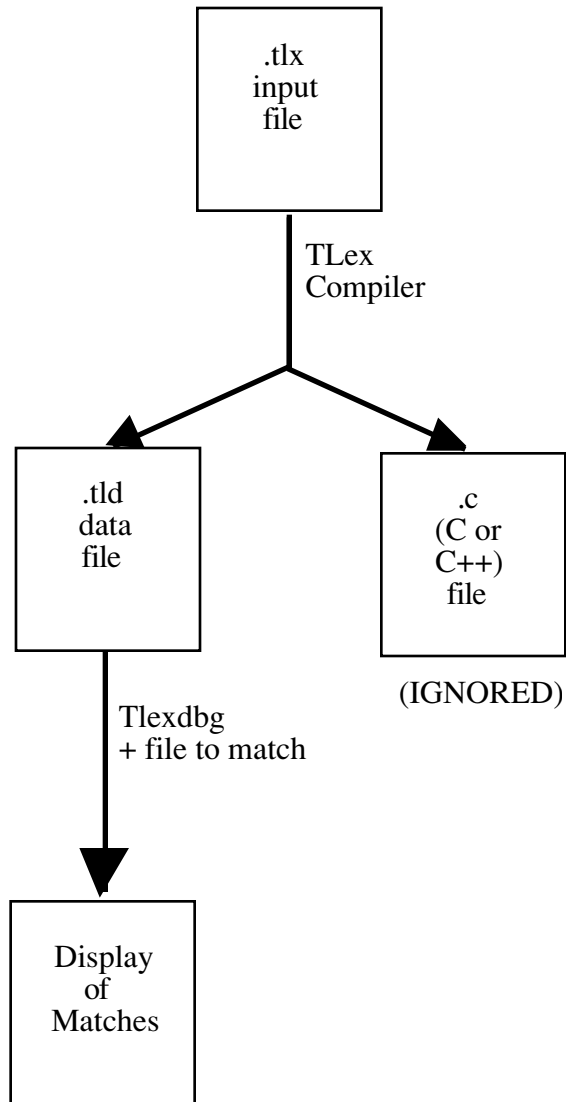 .tlx
input
file
TLex
Compiler
.tld
data
file
.c
(C or
C++)
file
(IGNORED)
Tlexdbg
+ file to match
Display
of
Matches